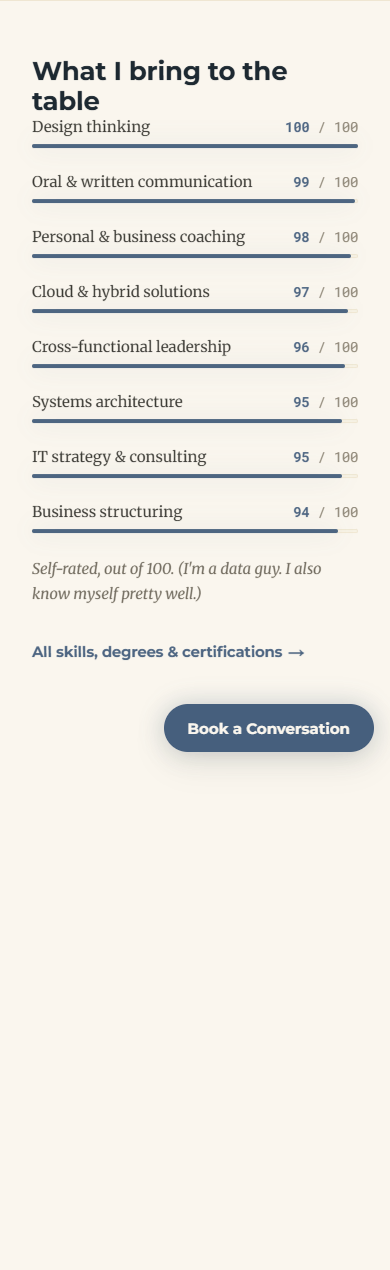 What I bring to the
table
Design thinking 100 / 100
Oral & written communication 99 / 100
Personal & business coaching 98 / 100
Cloud & hybrid solutions 97 / 100
Cross-functional leadership 96 / 100
Systems architecture 95 / 100
IT strategy & consulting 95 / 100
Business structuring 94 / 100
Self-rated, out of 100. (I'm a data guy. I also
know myself pretty well.)
All skills, degrees & certifications →
Book a Conversation